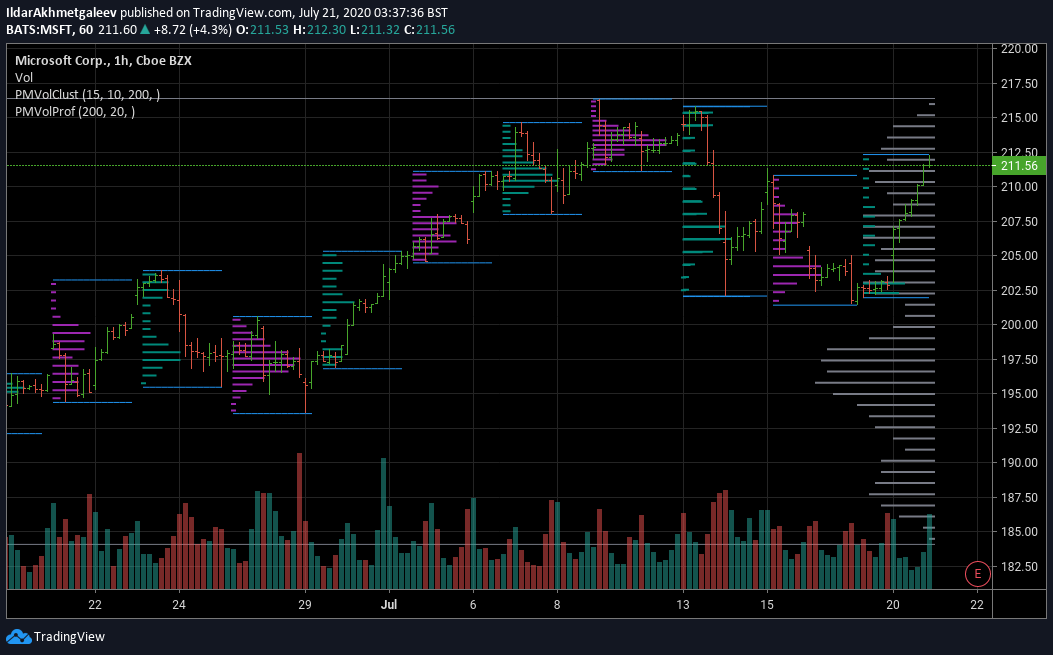 IldarAkhmetgaleev published on TradingView.com, July 21, 2020 03:37:36 BST
BATS:MSFT, 60 211.60 ▲ +8.72 (+4.3%) O:211.53 H:212.30 L:211.32 C:211.56
Microsoft Corp., 1h, Cboe BZX
Vol
PMVolClust (15, 10, 200, )
PMVolProf (200, 20, )
220.00
217.50
215.00
212.50
211.56
210.00
207.50
205.00
202.50
200.00
197.50
195.00
192.50
190.00
187.50
185.00
182.50
E
22 24 29 Jul 6 8 13 15 20 22
TradingView